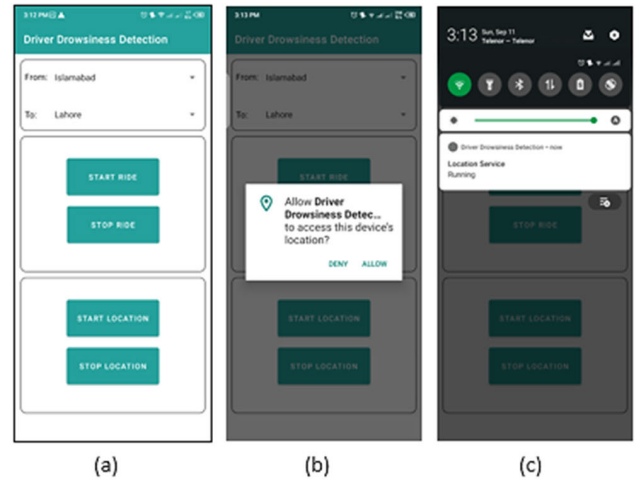 3:12 PM
Driver Drowsiness Detection
From: Islamabad
To: Lahore
START RIDE
STOP RIDE
START LOCATION
STOP LOCATION
(a)
3:13 PM
Driver Drowsiness Detection
From: Islamabad
To: Lahore
START RIDE
Allow Driver
Drowsiness Detec...
to access this device's
location?
DENY ALLOW
START LOCATION
STOP LOCATION
(b)
3:13 Sun, Sep 11
Telenor — Telenor
Driver Drowsiness Detection • now
Location Service
Running
STOP RIDE
START LOCATION
STOP LOCATION
(c)